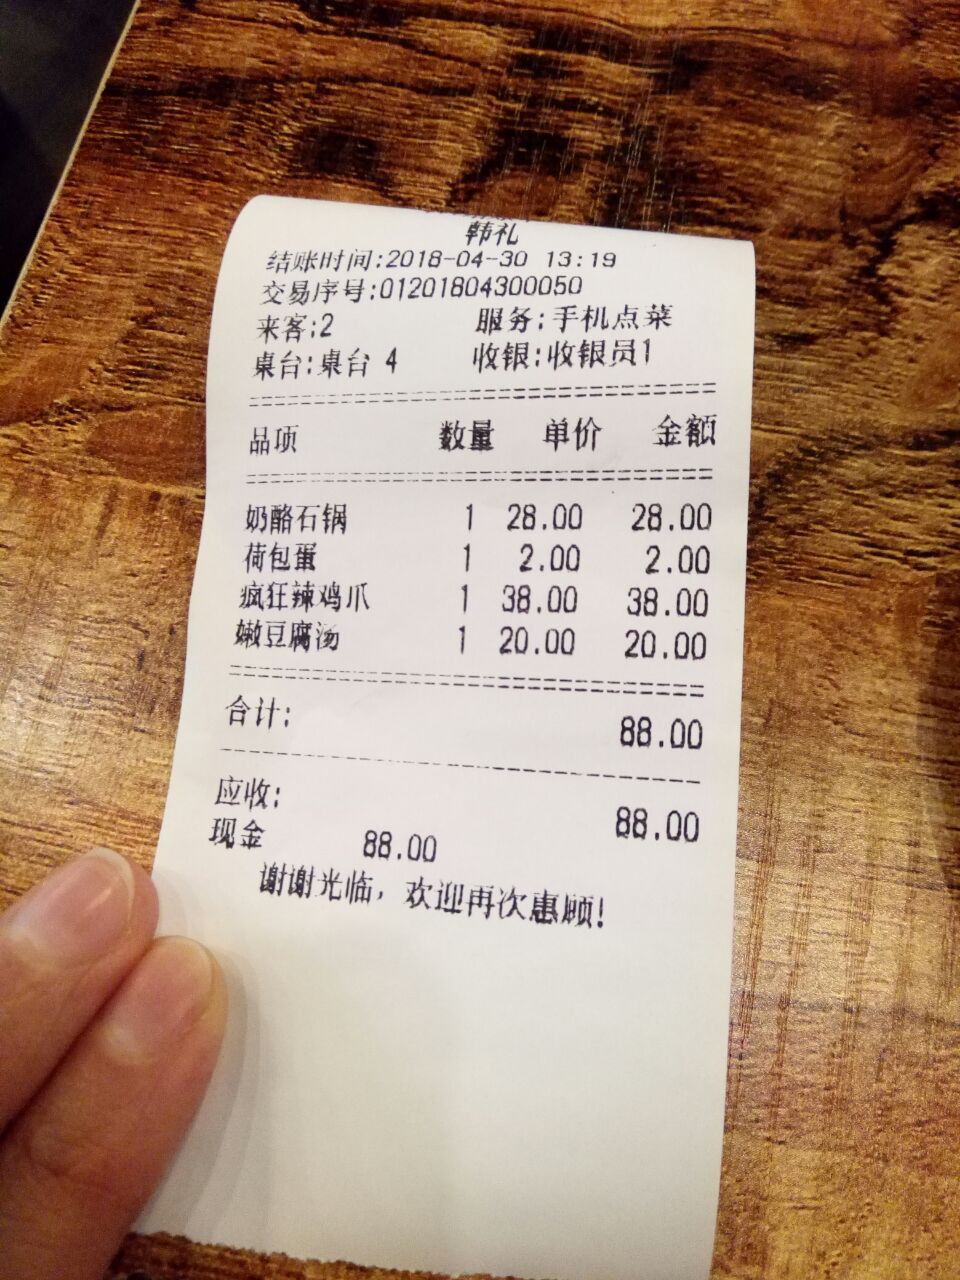 韩礼
结账时间:2018-04-30 13:19
交易序号:01201804300050
来客:2 服务:手机点菜
桌台:桌台 4 收银:收银员1
品项 数量 单价 金额
奶酪石锅 1 28.00 28.00
荷包蛋 1 2.00 2.00
疯狂辣鸡爪 1 38.00 38.00
嫩豆腐汤 1 20.00 20.00
合计: 88.00
应收: 88.00
现金 88.00
谢谢光临，欢迎再次惠顾!